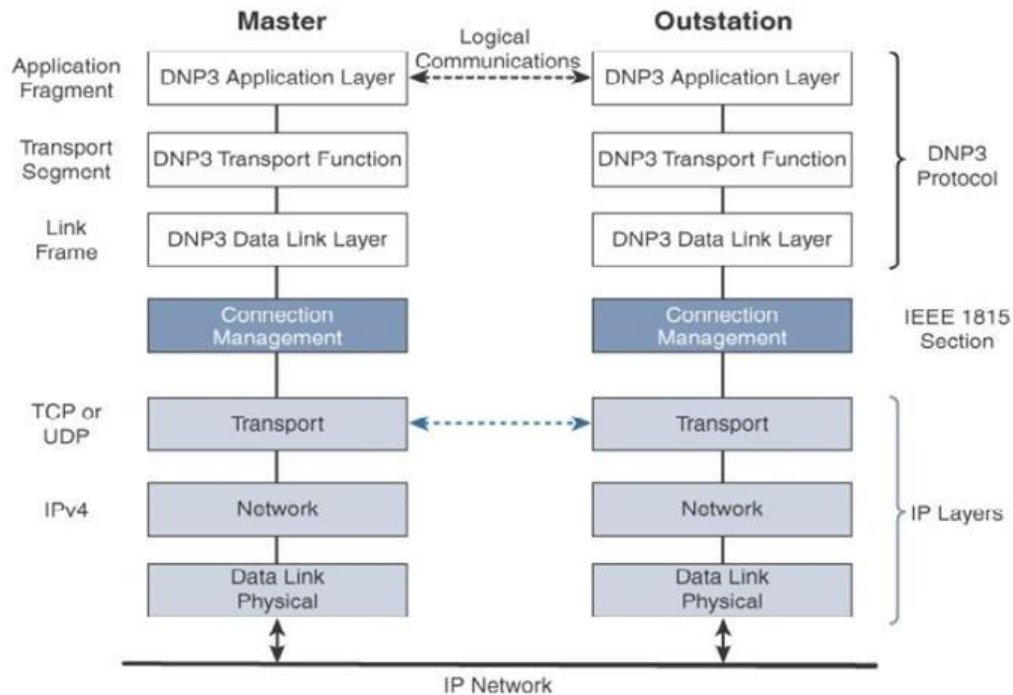 Master
Outstation
Logical
Communications
Application
Fragment
DNP3 Application Layer
DNP3 Application Layer
Transport
Segment
DNP3 Transport Function
DNP3 Transport Function
DNP3
Protocol
Link
Frame
DNP3 Data Link Layer
DNP3 Data Link Layer
Connection
Management
Connection
Management
IEEE 1815
Section
TCP or
UDP
Transport
Transport
IPv4
Network
Network
IP Layers
Data Link
Physical
Data Link
Physical
IP Network